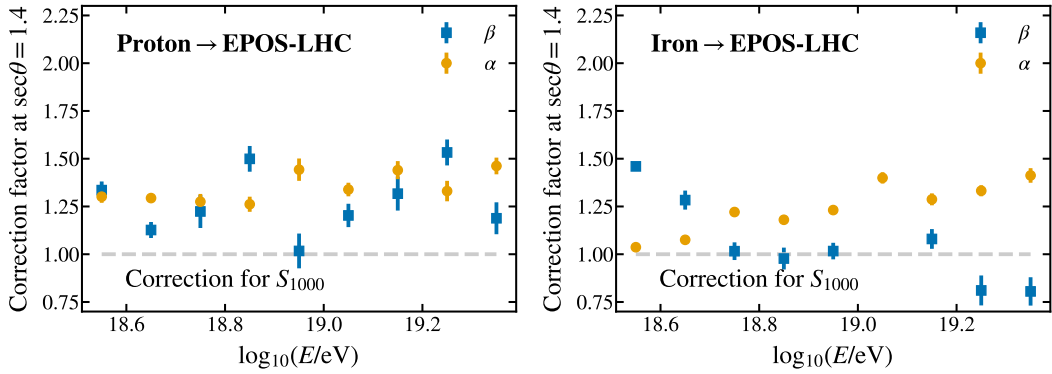 Correction factor at secθ = 1.4
2.25
2.00
1.75
1.50
1.25
1.00
0.75
Proton → EPOS-LHC
β
α
Correction for S₁₀₀₀
18.6 18.8 19.0 19.2
log₁₀(E/eV)
Correction factor at secθ = 1.4
2.25
2.00
1.75
1.50
1.25
1.00
0.75
Iron → EPOS-LHC
β
α
Correction for S₁₀₀₀
18.6 18.8 19.0 19.2
log₁₀(E/eV)